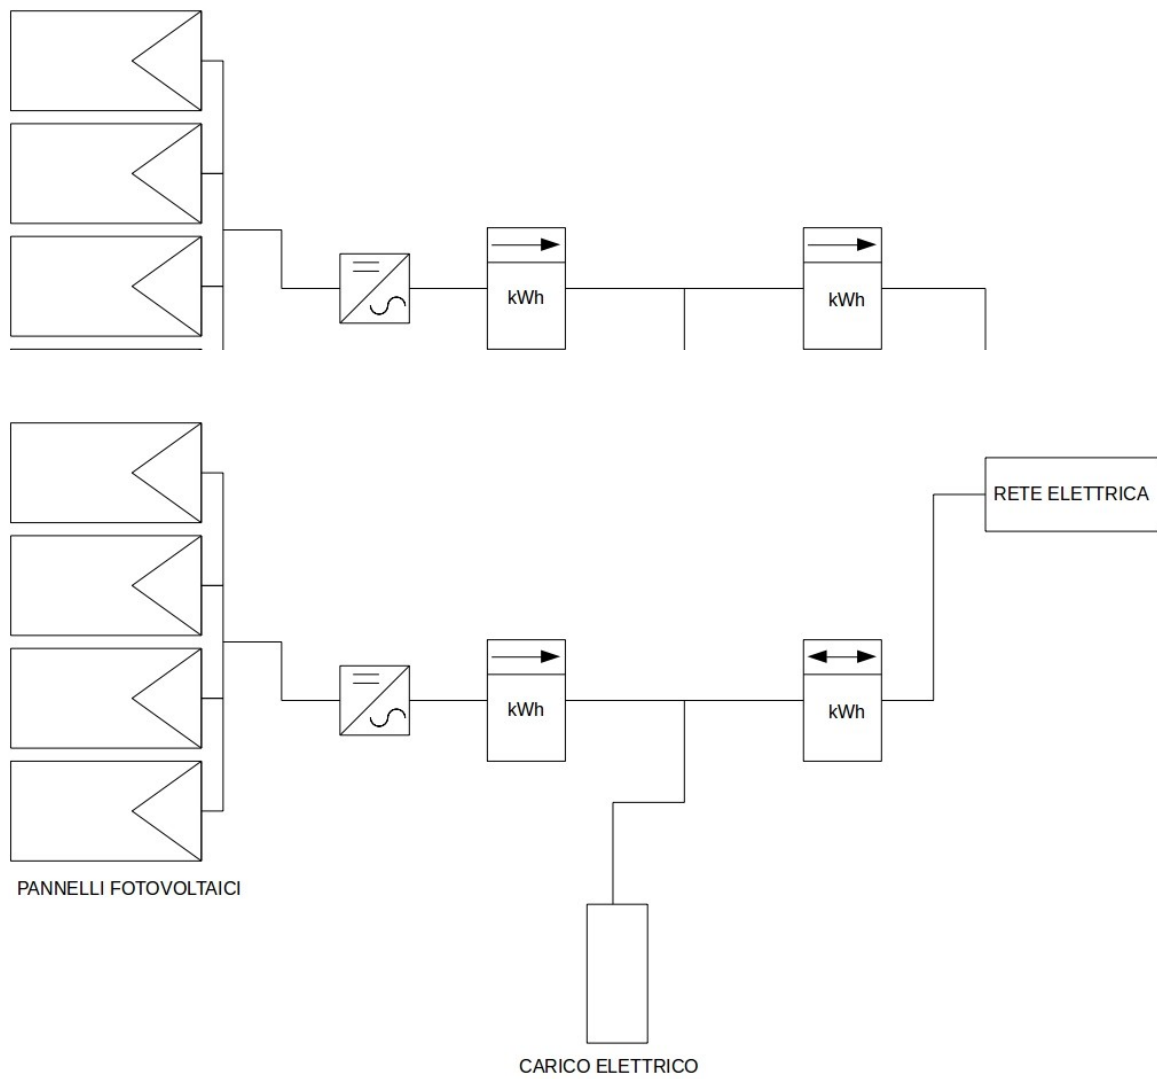 kWh
kWh
RETE ELETTRICA
kWh
kWh
PANNELLI FOTOVOLTAICI
CARICO ELETTRICO